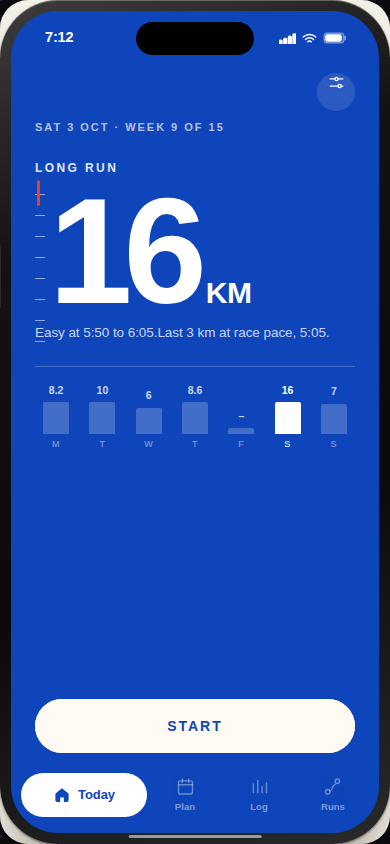 7:12
SAT 3 OCT · WEEK 9 OF 15
LONG RUN
16 KM
Easy at 5:50 to 6:05.Last 3 km at race pace, 5:05.
8.2 10 6 8.6 – 16 7
M T W T F S S
START
Today Plan Log Runs